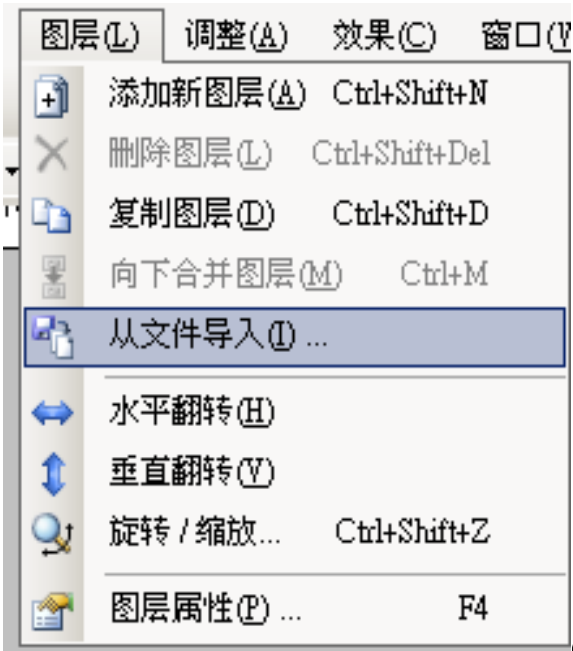 图层(L) 调整(A) 效果(C) 窗口(
添加新图层(A) Ctrl+Shift+N
删除图层(L) Ctrl+Shift+Del
复制图层(D) Ctrl+Shift+D
向下合并图层(M) Ctrl+M
从文件导入(I) ...
水平翻转(H)
垂直翻转(V)
旋转 / 缩放... Ctrl+Shift+Z
图层属性(P) ... F4